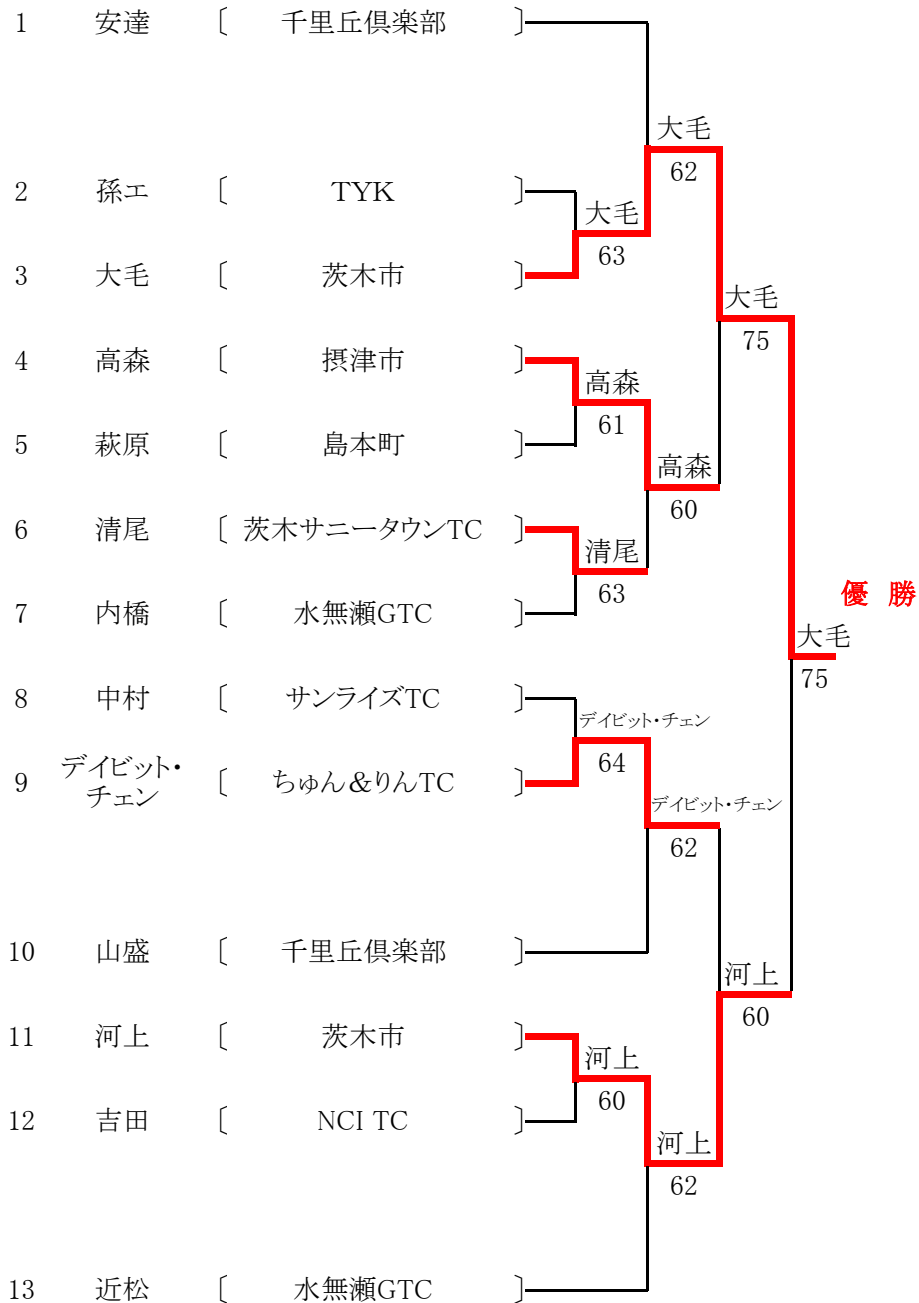 1 安達 〔 千里丘倶楽部 〕
大毛
62
2 孫エ 〔 TYK 〕
大毛
63
3 大毛 〔 茨木市 〕
大毛
75
4 高森 〔 摂津市 〕
高森
61
5 萩原 〔 島本町 〕
高森
60
6 清尾 〔 茨木サニータウンTC 〕
清尾
63
7 内橋 〔 水無瀬GTC 〕
優 勝
大毛
75
8 中村 〔 サンライズTC 〕
デイビット・チェン
64
9 デイビット・
チェン 〔 ちゅん&りんTC 〕
デイビット・チェン
62
10 山盛 〔 千里丘倶楽部 〕
河上
60
11 河上 〔 茨木市 〕
河上
60
12 吉田 〔 NCI TC 〕
河上
62
13 近松 〔 水無瀬GTC 〕